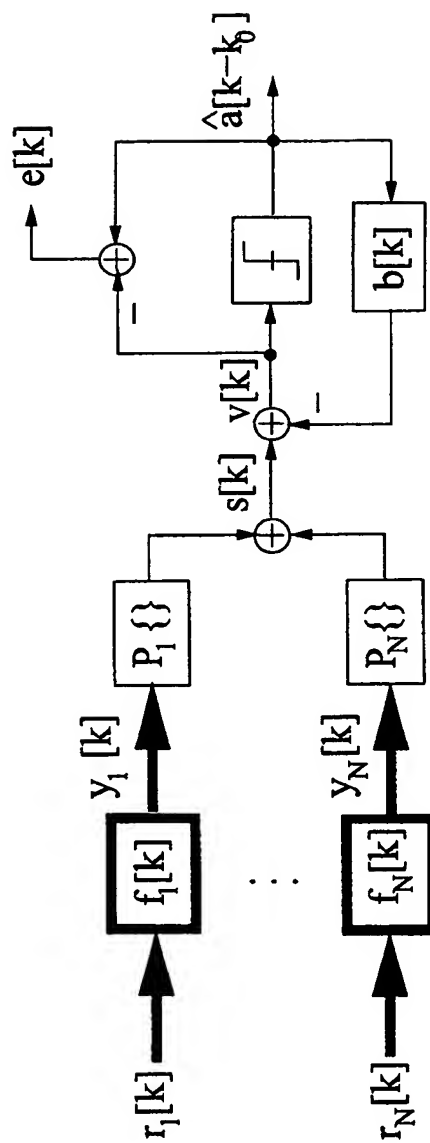 r₁[k]
f₁[k]
y₁[k]
P₁{}
s[k]
v[k]
e[k]
−
â[k−k₀]
b[k]
−
. . .
r_N[k]
f_N[k]
y_N[k]
P_N{}